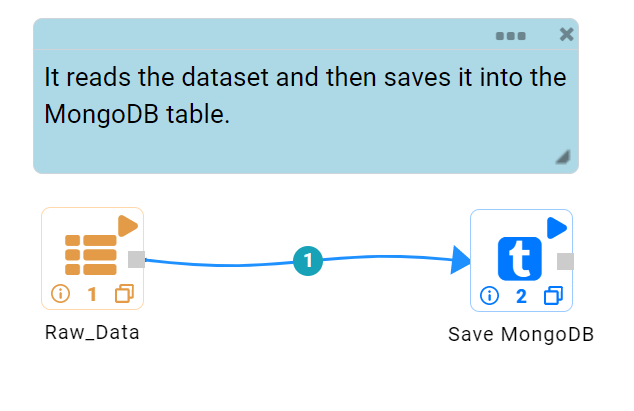 It reads the dataset and then saves it into the
MongoDB table.
1
t
1
2
Raw_Data
Save MongoDB